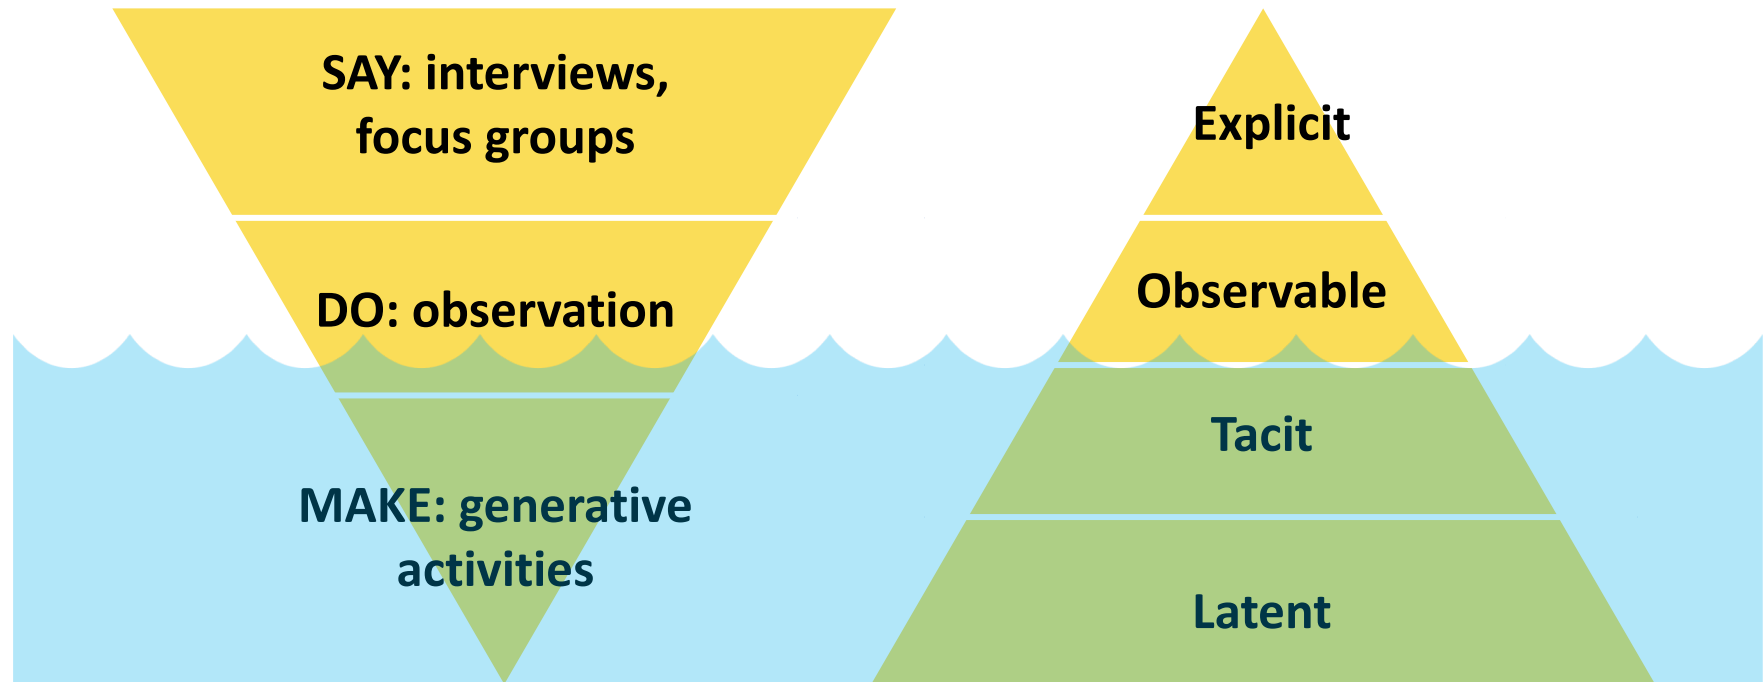 SAY: interviews,
focus groups
DO: observation
MAKE: generative
activities
Explicit
Observable
Tacit
Latent